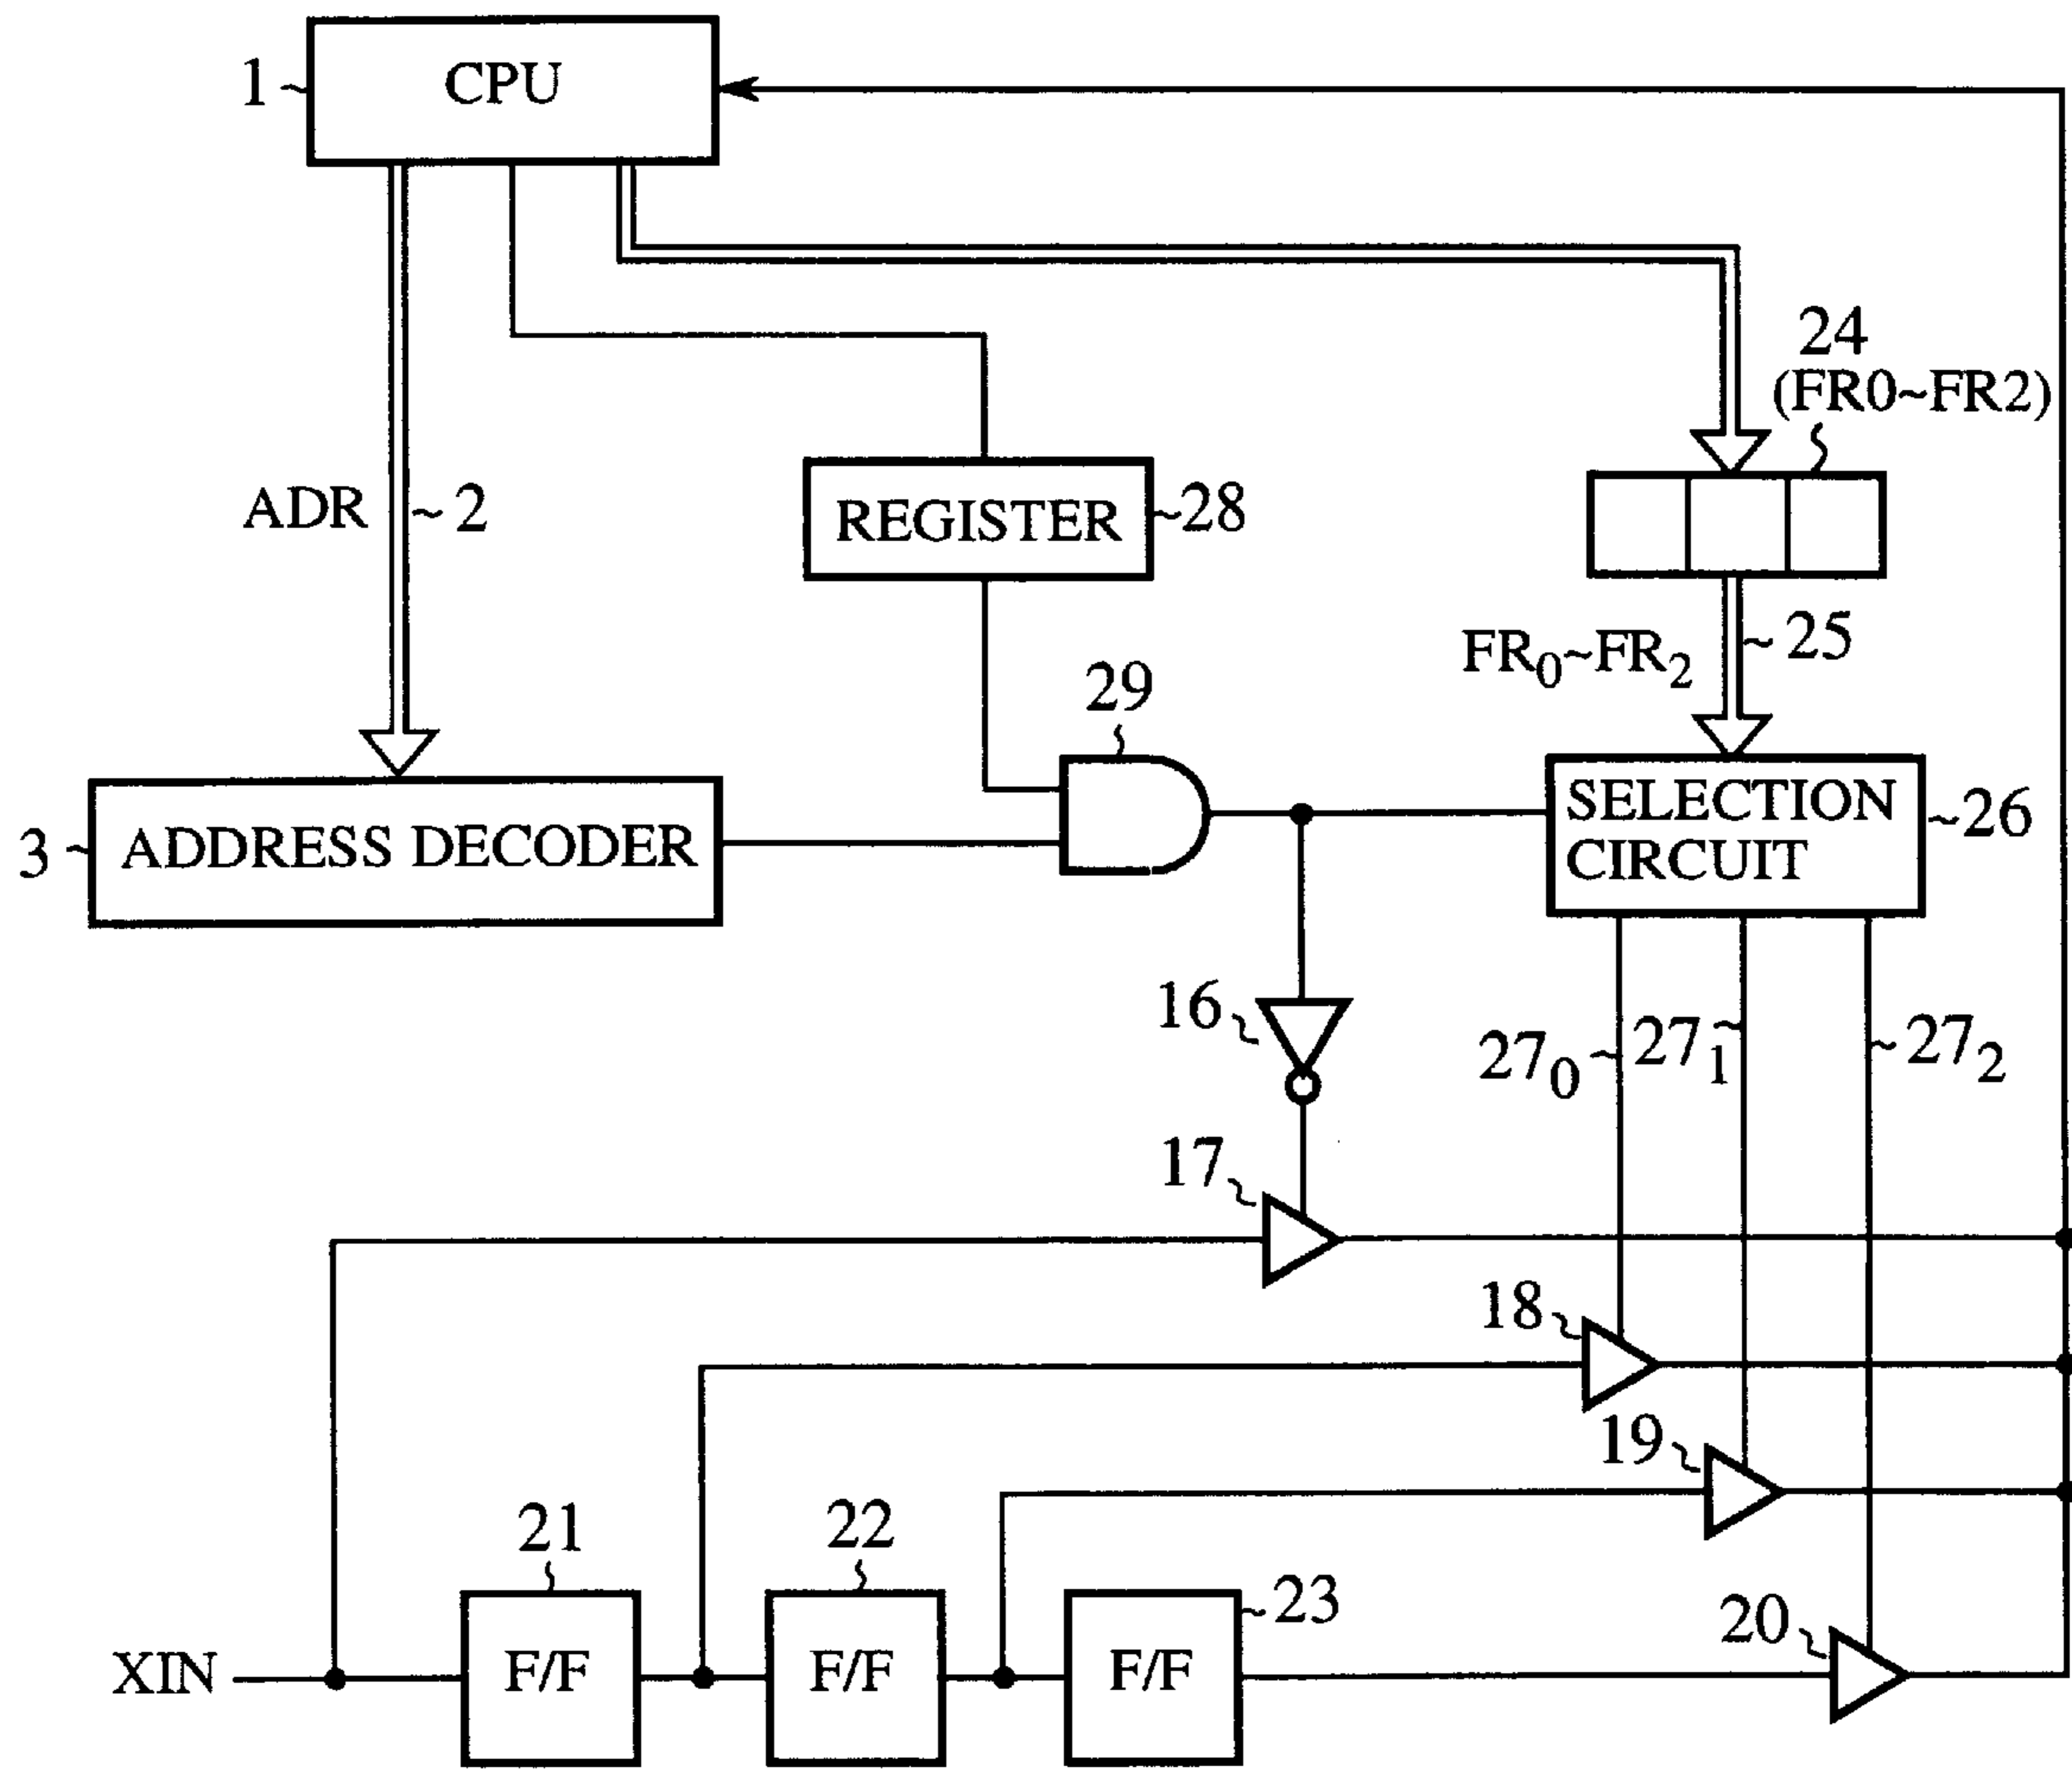 1
CPU
24
(FR0~FR2)
ADR
2
REGISTER
28
FR0~FR2
25
29
3
ADDRESS DECODER
SELECTION
CIRCUIT
26
16
270
271
272
17
18
19
21
22
23
20
XIN
F/F
F/F
F/F